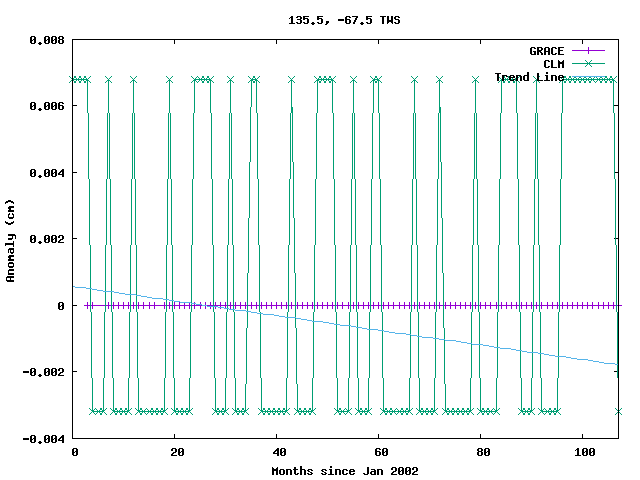 135.5, -67.5 TWS
GRACE
CLM
Trend Line
0.008
0.006
0.004
0.002
0
-0.002
-0.004
Anomaly (cm)
0 20 40 60 80 100
Months since Jan 2002